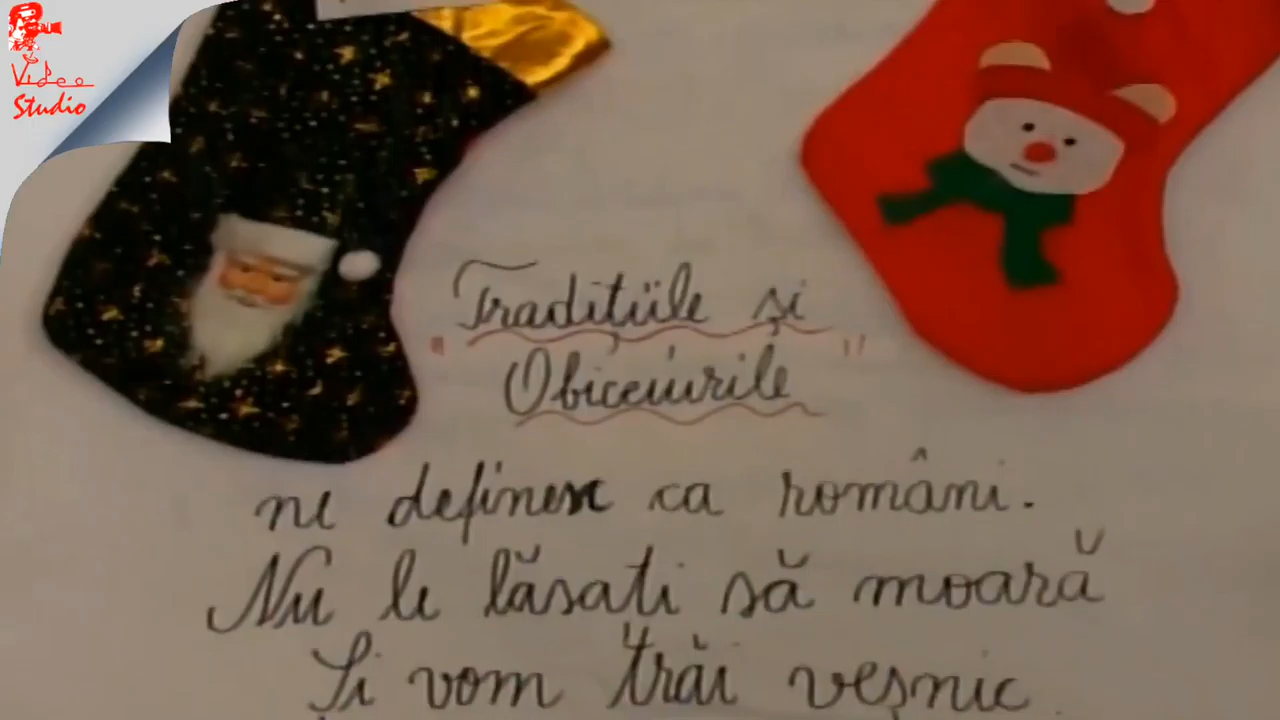 Video
Studio
"Tradițiile și
Obiceiurile"
ne definesc ca români.
Nu le lăsați să moară
Și vom trăi veșnic